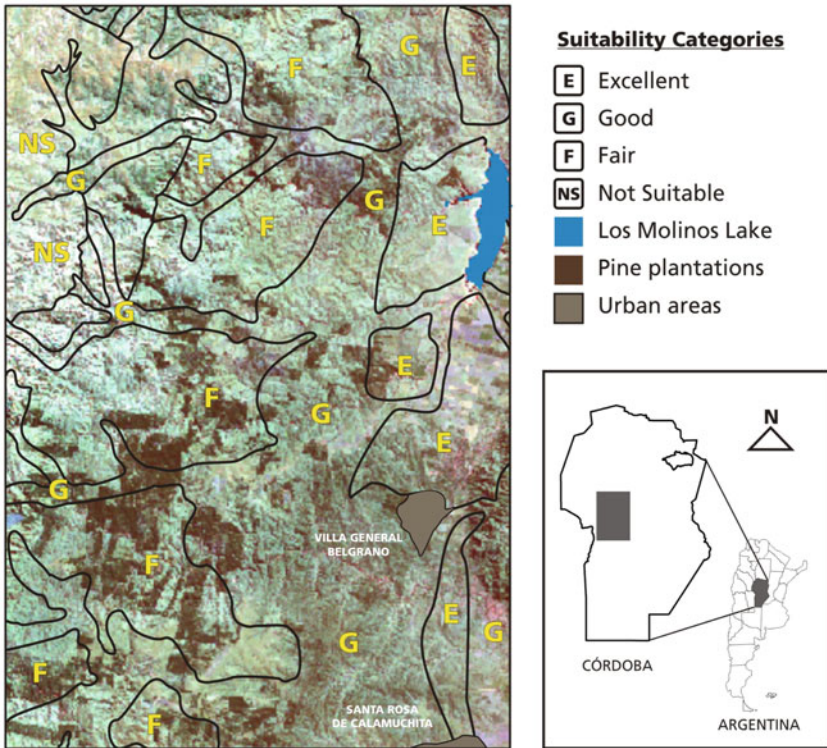 G
F
E
NS
F
G
G
F
E
NS
G
E
F
G
E
G
VILLA GENERAL
BELGRANO
F
E
G
G
F
SANTA ROSA
DE CALAMUCHITA
F
Suitability Categories
E Excellent
G Good
F Fair
NS Not Suitable
Los Molinos Lake
Pine plantations
Urban areas
N
CÓRDOBA
ARGENTINA